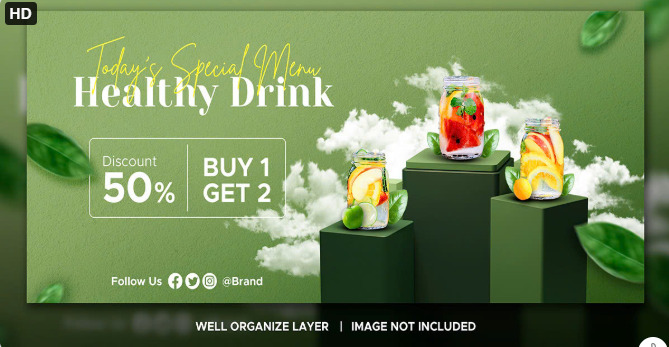 HD
Today's Special Menu
Healthy Drink
Discount
50%
BUY 1
GET 2
Follow Us @Brand
WELL ORGANIZE LAYER | IMAGE NOT INCLUDED